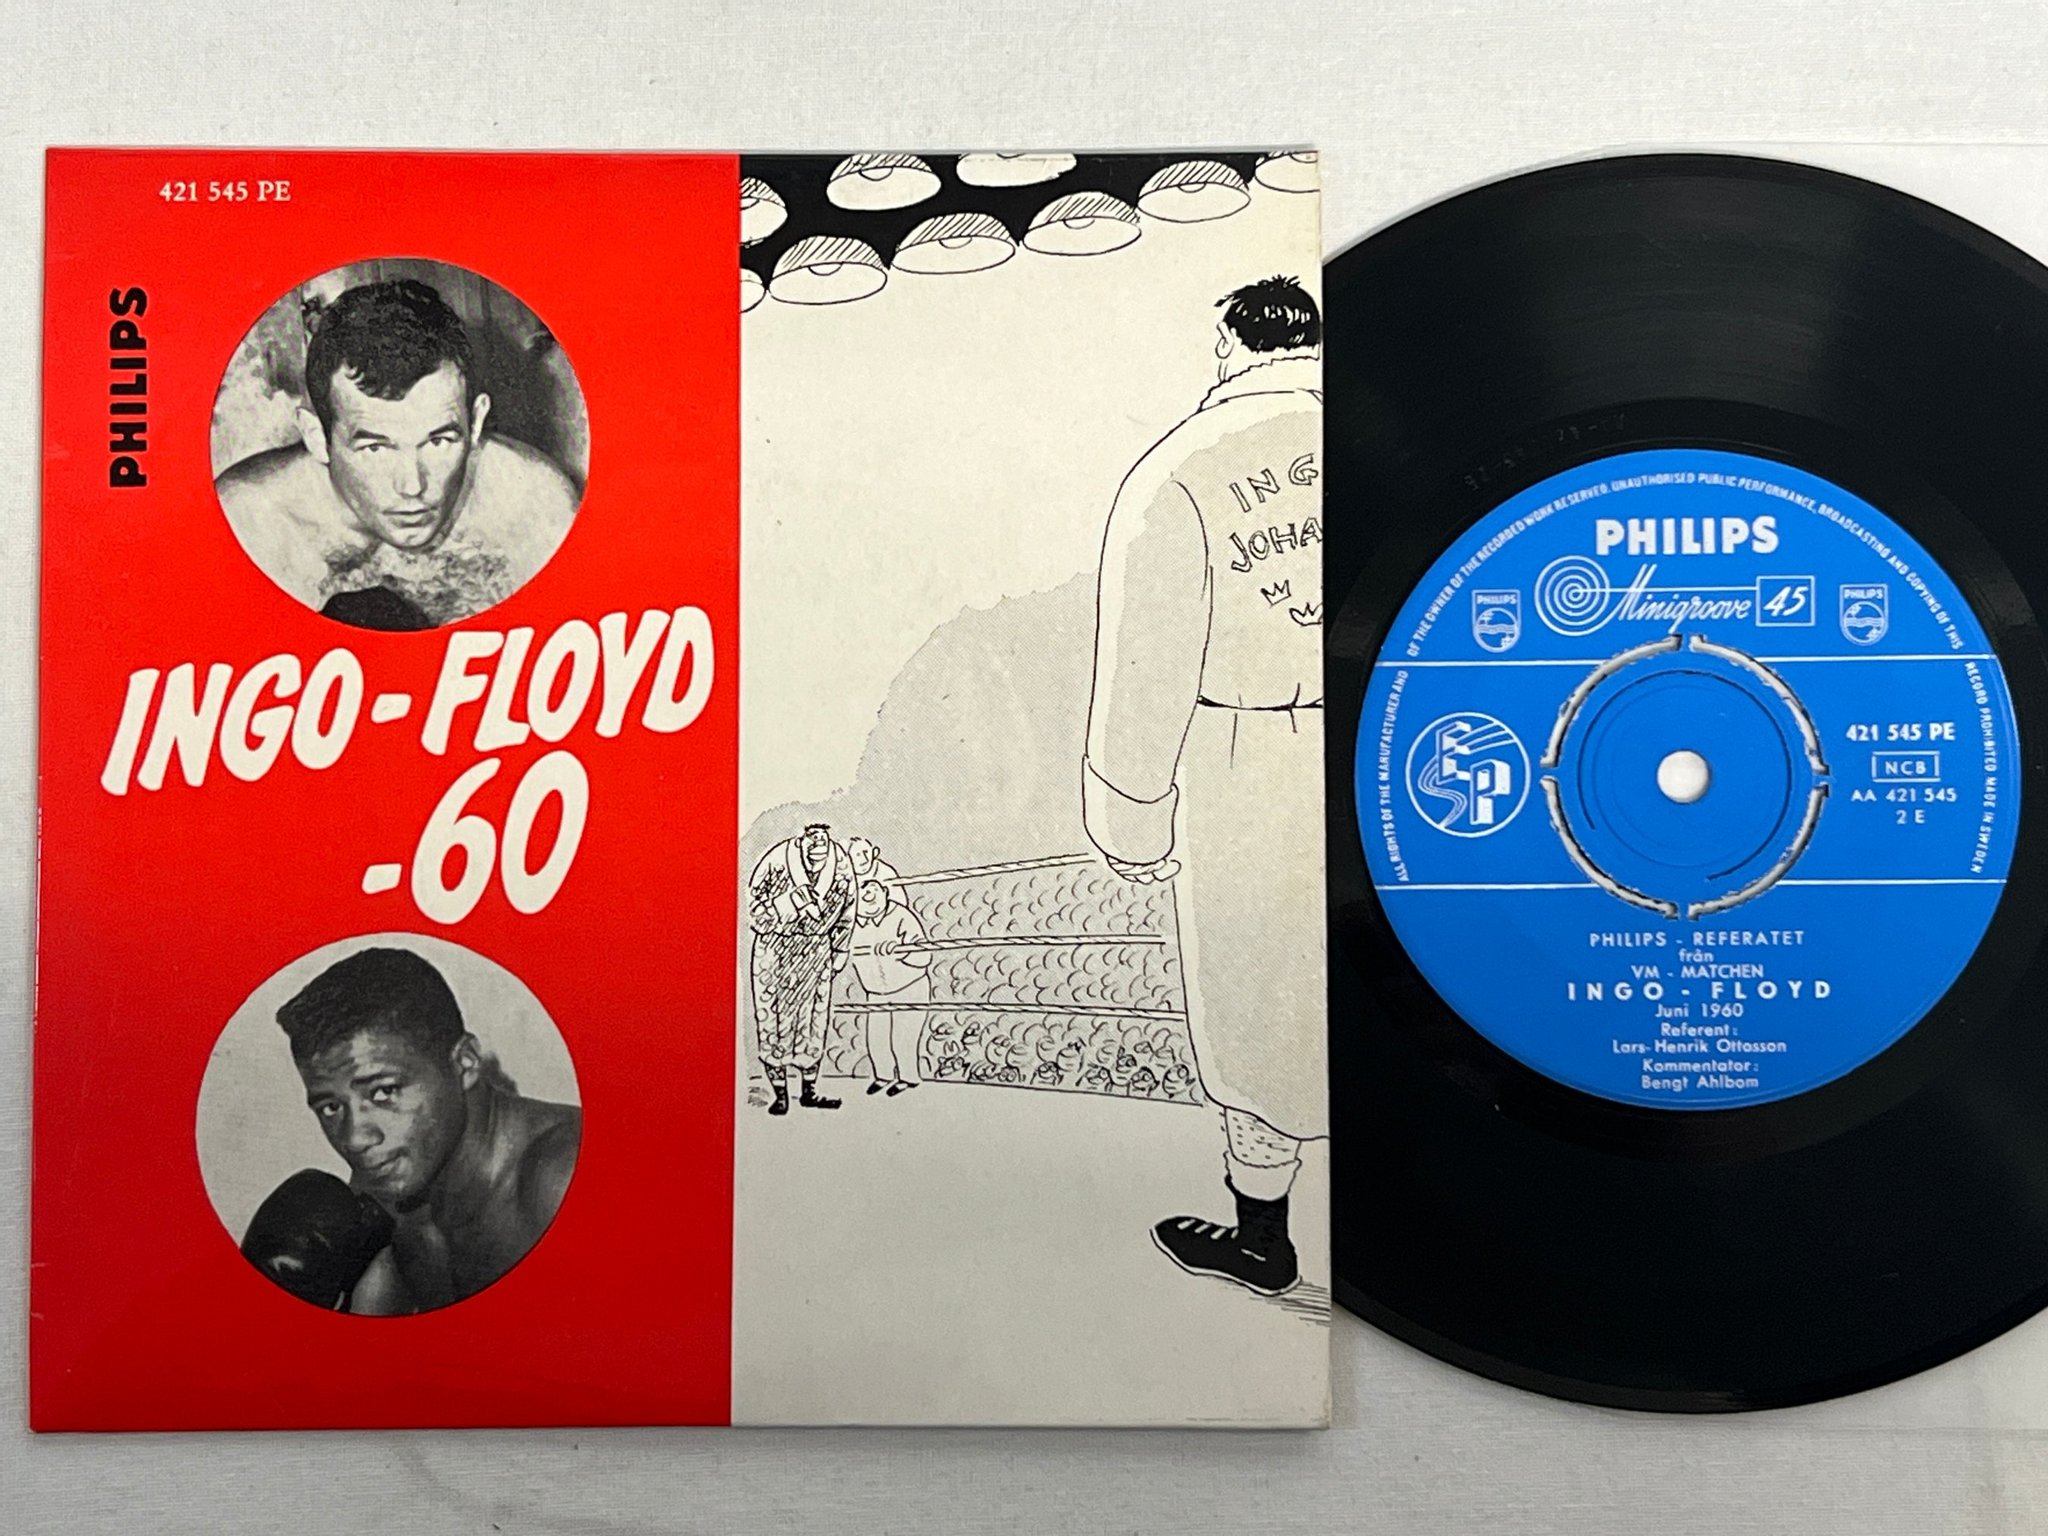 421 545 PE
PHILIPS
INGO-FLOYD
-60
ING
JOHA
ALL RIGHTS OF THE MANUFACTURER AND OF THE OWNER OF THE RECORDED WORK RESERVED. UNAUTHORISED PUBLIC PERFORMANCE, BROADCASTING AND COPYING OF THIS RECORD PROHIBITED MADE IN SWEDEN
PHILIPS
Minigroove 45
PHILIPS
PHILIPS
EP
421 545 PE
NCB
AA 421 545
2 E
PHILIPS - REFERATET
från
VM - MATCHEN
INGO - FLOYD
Juni 1960
Referent:
Lars-Henrik Ottosson
Kommentator:
Bengt Ahlbom